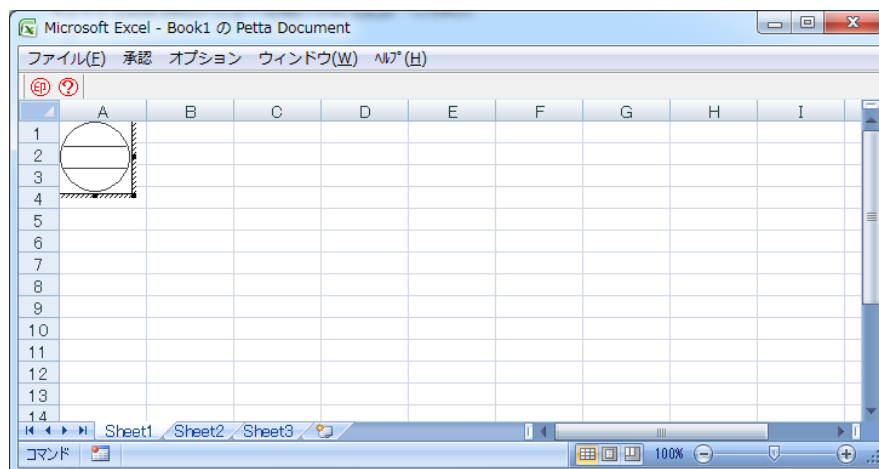 Microsoft Excel - Book1 の Petta Document
ファイル(F) 承認 オプション ウィンドウ(W) ﾍﾙﾌﾟ(H)
印 ?
A B C D E F G H I
1
2
3
4
5
6
7
8
9
10
11
12
13
14
Sheet1 Sheet2 Sheet3
コマンド 100%